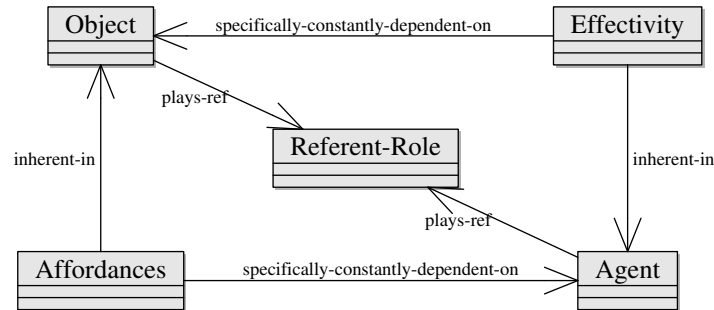 Object
specifically-constantly-dependent-on
Effectivity
plays-ref
inherent-in
Referent-Role
inherent-in
plays-ref
Affordances
specifically-constantly-dependent-on
Agent